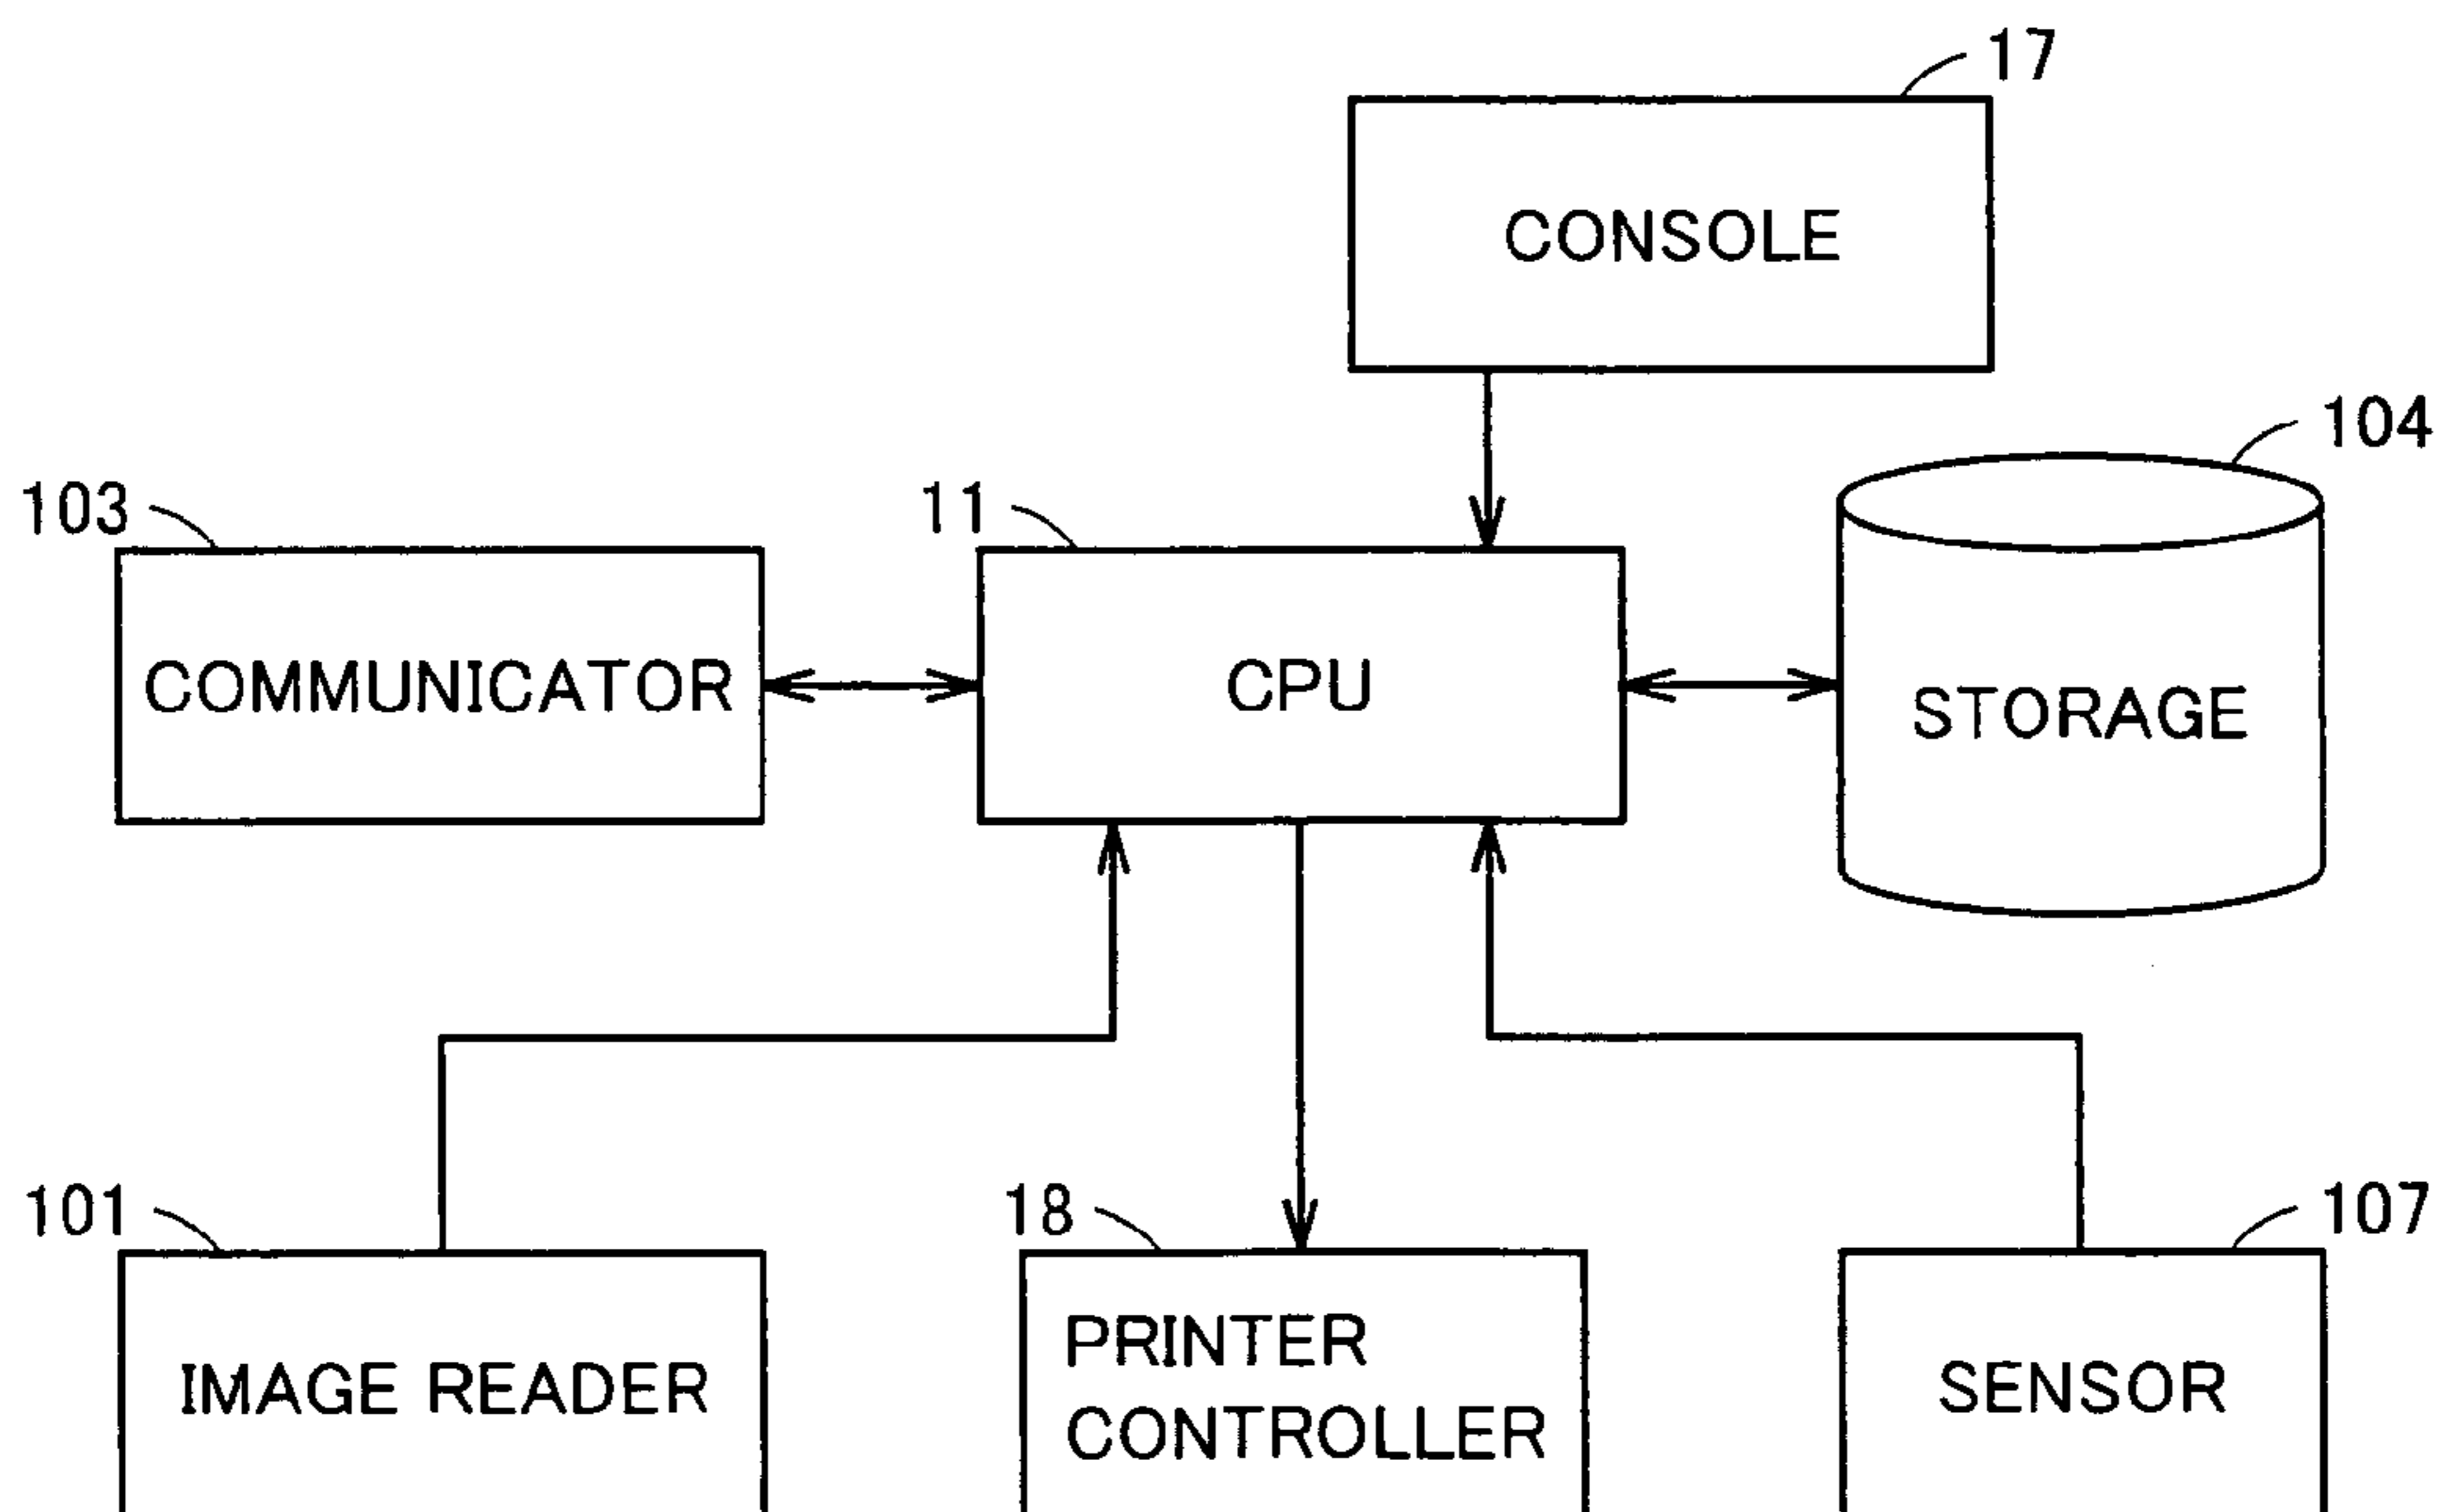 17
CONSOLE
104
103
11
COMMUNICATOR
CPU
STORAGE
101
18
107
IMAGE READER
PRINTER
CONTROLLER
SENSOR